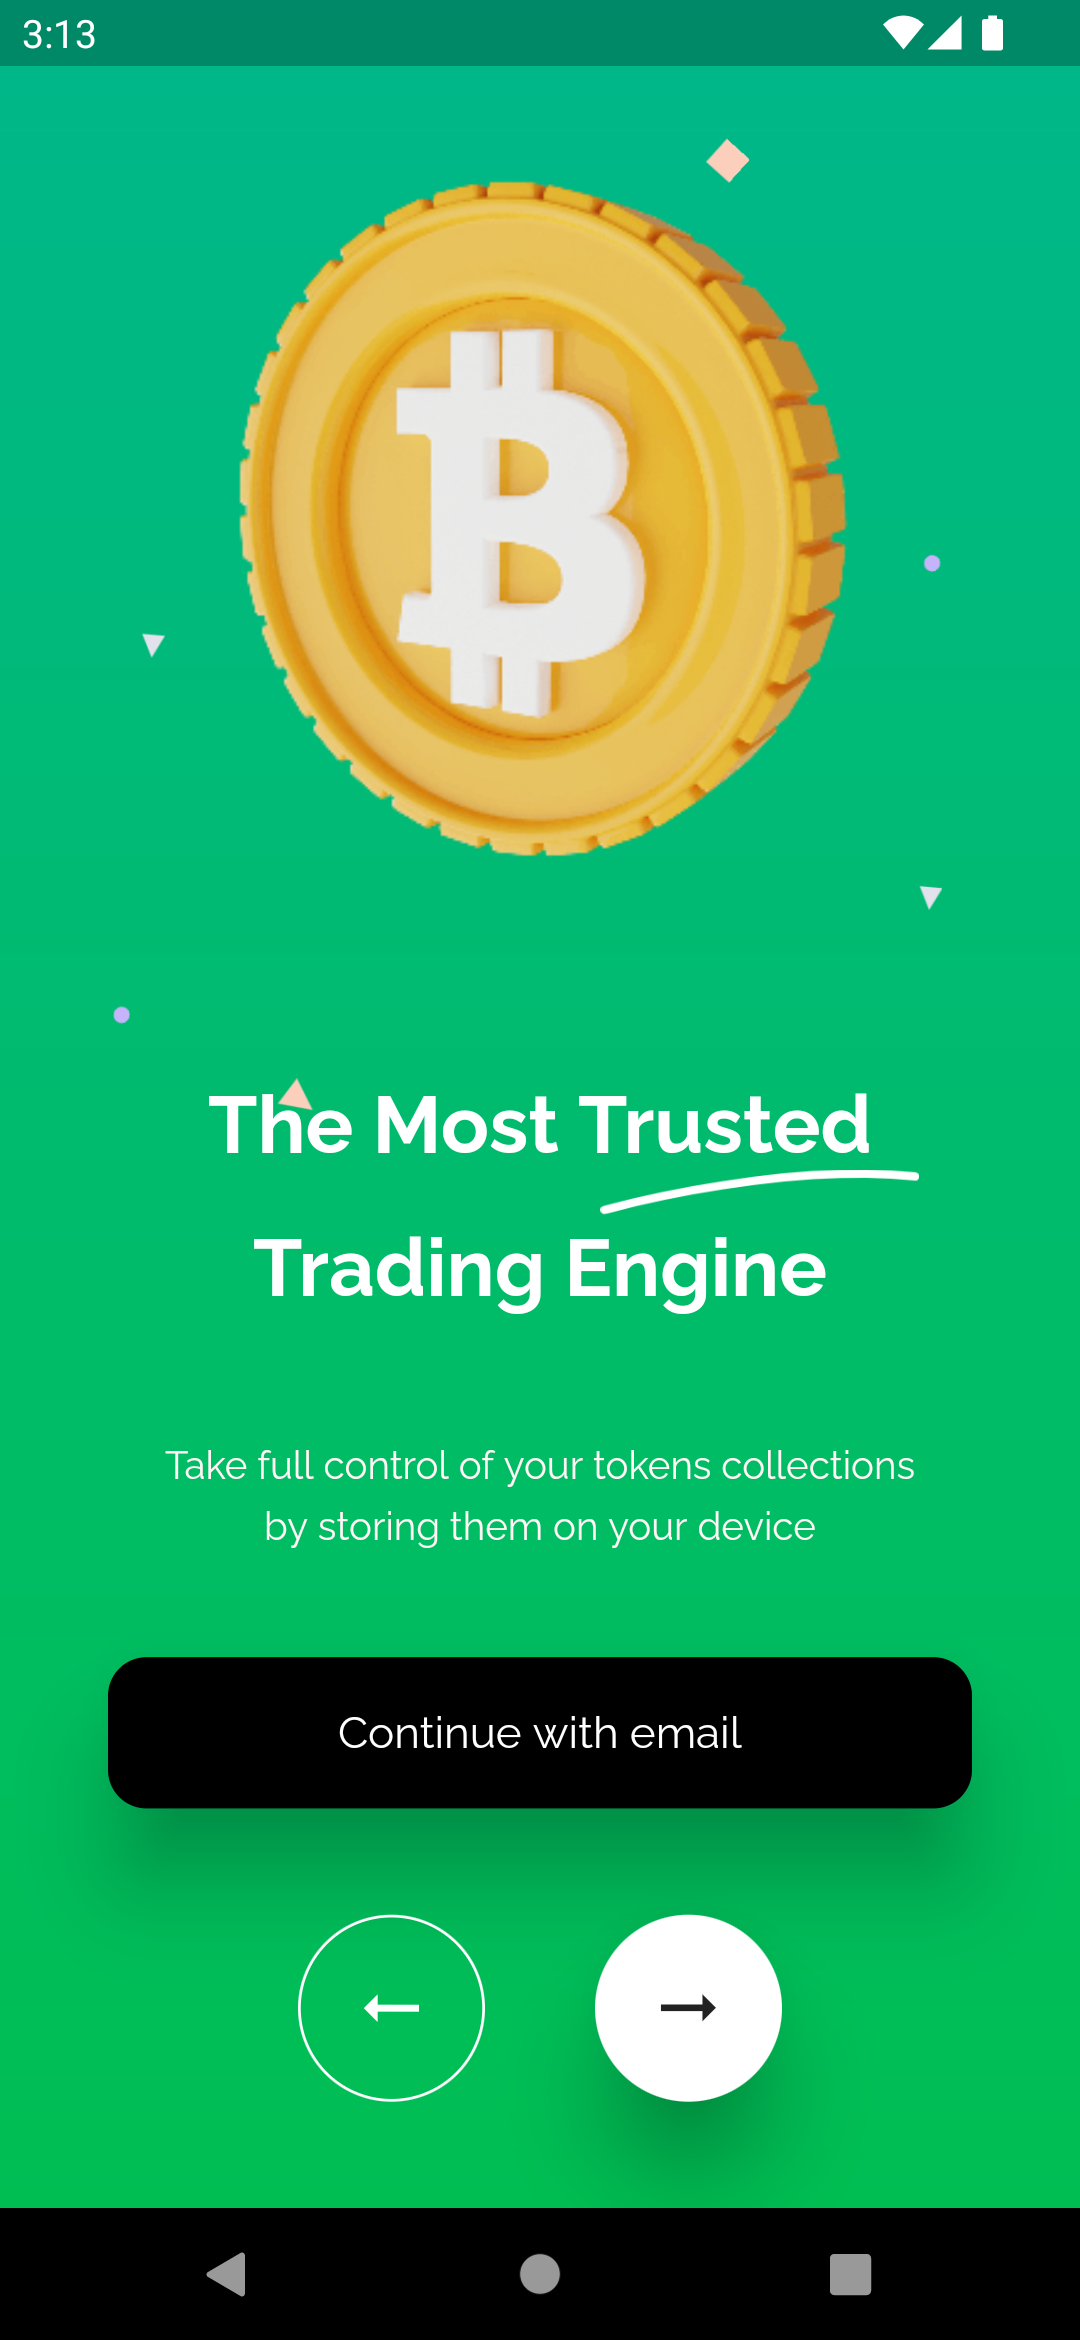 3:13
The Most Trusted
Trading Engine
Take full control of your tokens collections
by storing them on your device
Continue with email